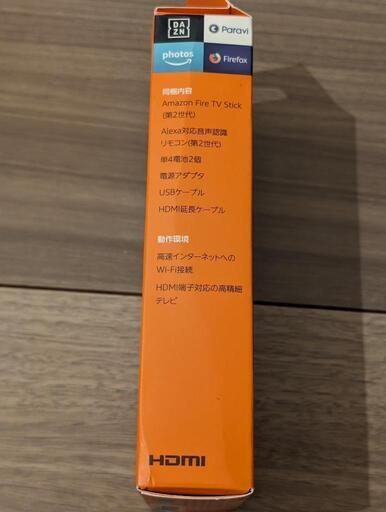 DA
ZN
Paravi
photos
Firefox
同梱内容
Amazon Fire TV Stick
(第2世代)
Alexa対応音声認識
リモコン(第2世代)
単4電池2個
電源アダプタ
USBケーブル
HDMI延長ケーブル
動作環境
高速インターネットへの
Wi-Fi接続
HDMI端子対応の高精細
テレビ
HDMI